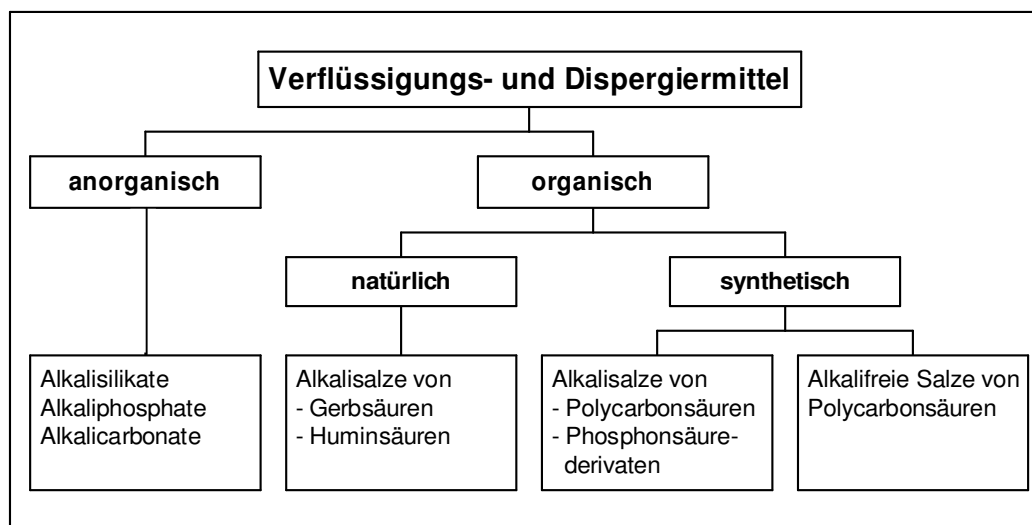 Verflüssigungs- und Dispergiermittel
anorganisch
organisch
natürlich
synthetisch
Alkalisilikate
Alkaliphosphate
Alkalicarbonate
Alkalisalze von
- Gerbsäuren
- Huminsäuren
Alkalisalze von
- Polycarbonsäuren
- Phosphonsäure-
derivaten
Alkalifreie Salze von
Polycarbonsäuren